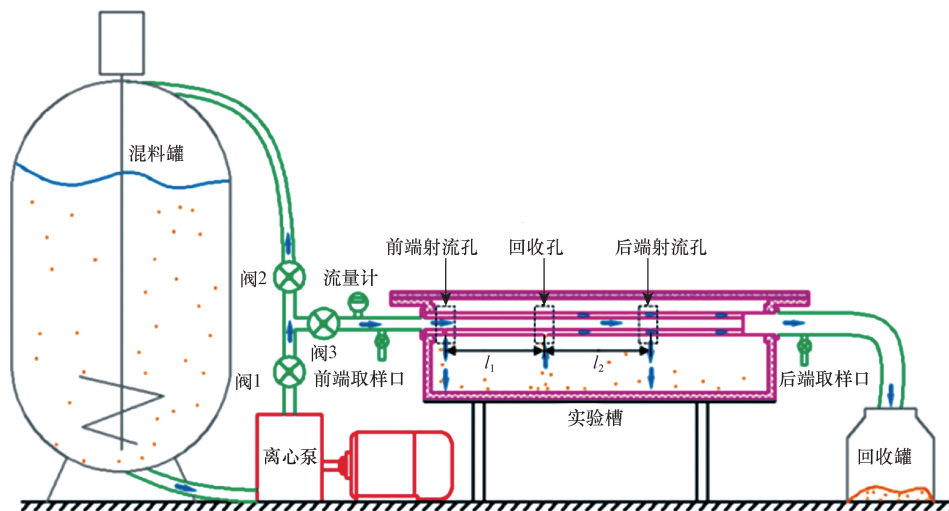 混料罐
前端射流孔
回收孔
后端射流孔
阀2
流量计
阀3
阀1
前端取样口
l1
l2
后端取样口
实验槽
离心泵
回收罐